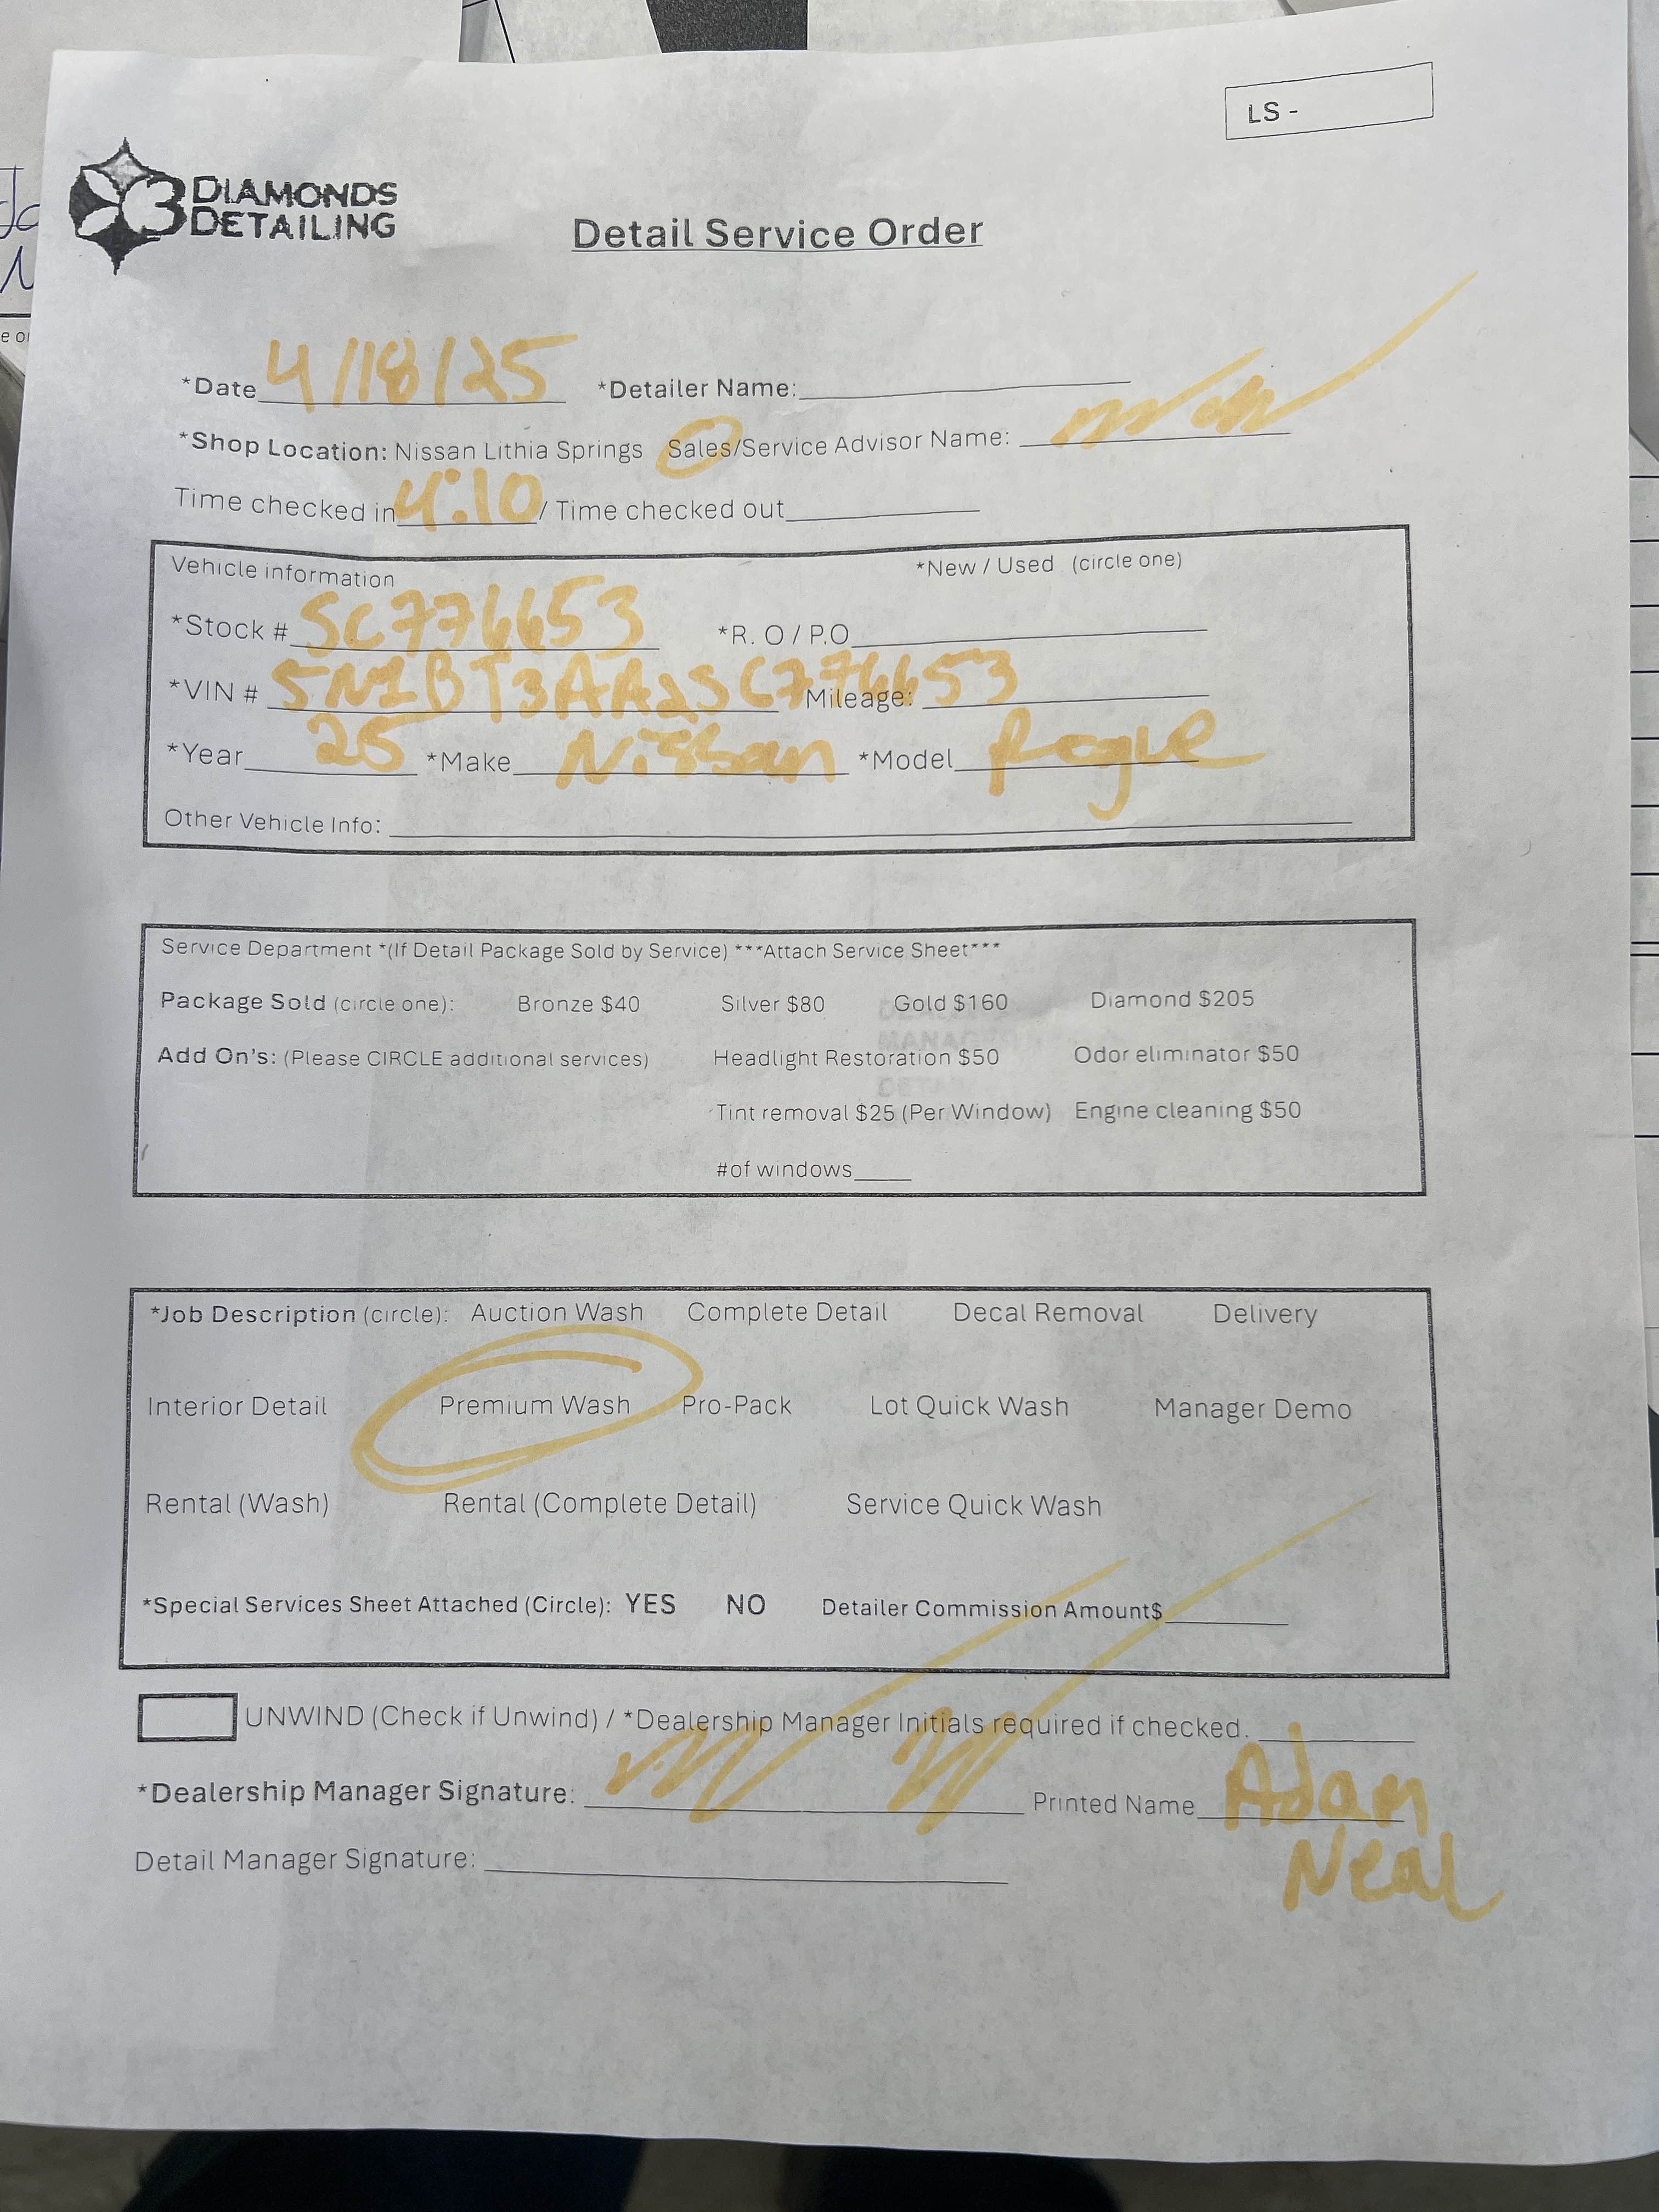 LS -
3 DIAMONDS
DETAILING
Detail Service Order
*Date 4/18/25 *Detailer Name:
*Shop Location: Nissan Lithia Springs Sales/Service Advisor Name:
Time checked in 4:10 / Time checked out
Vehicle information *New / Used (circle one)
*Stock # SC776653 *R. O / P.O
*VIN # 5N1BT3AA2SC776653 Mileage:
*Year 25 *Make Nissan *Model Rogue
Other Vehicle Info:
Service Department *(If Detail Package Sold by Service) ***Attach Service Sheet***
Package Sold (circle one): Bronze $40 Silver $80 Gold $160 Diamond $205
Add On's: (Please CIRCLE additional services) Headlight Restoration $50 Odor eliminator $50
Tint removal $25 (Per Window) Engine cleaning $50
#of windows
*Job Description (circle): Auction Wash Complete Detail Decal Removal Delivery
Interior Detail Premium Wash Pro-Pack Lot Quick Wash Manager Demo
Rental (Wash) Rental (Complete Detail) Service Quick Wash
*Special Services Sheet Attached (Circle): YES NO Detailer Commission Amount$
UNWIND (Check if Unwind) / *Dealership Manager Initials required if checked.
*Dealership Manager Signature: Printed Name Adam
Neal
Detail Manager Signature: